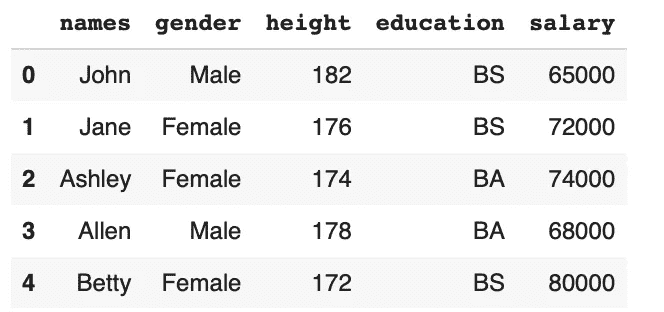 names gender height education salary
0 John Male 182 BS 65000
1 Jane Female 176 BS 72000
2 Ashley Female 174 BA 74000
3 Allen Male 178 BA 68000
4 Betty Female 172 BS 80000